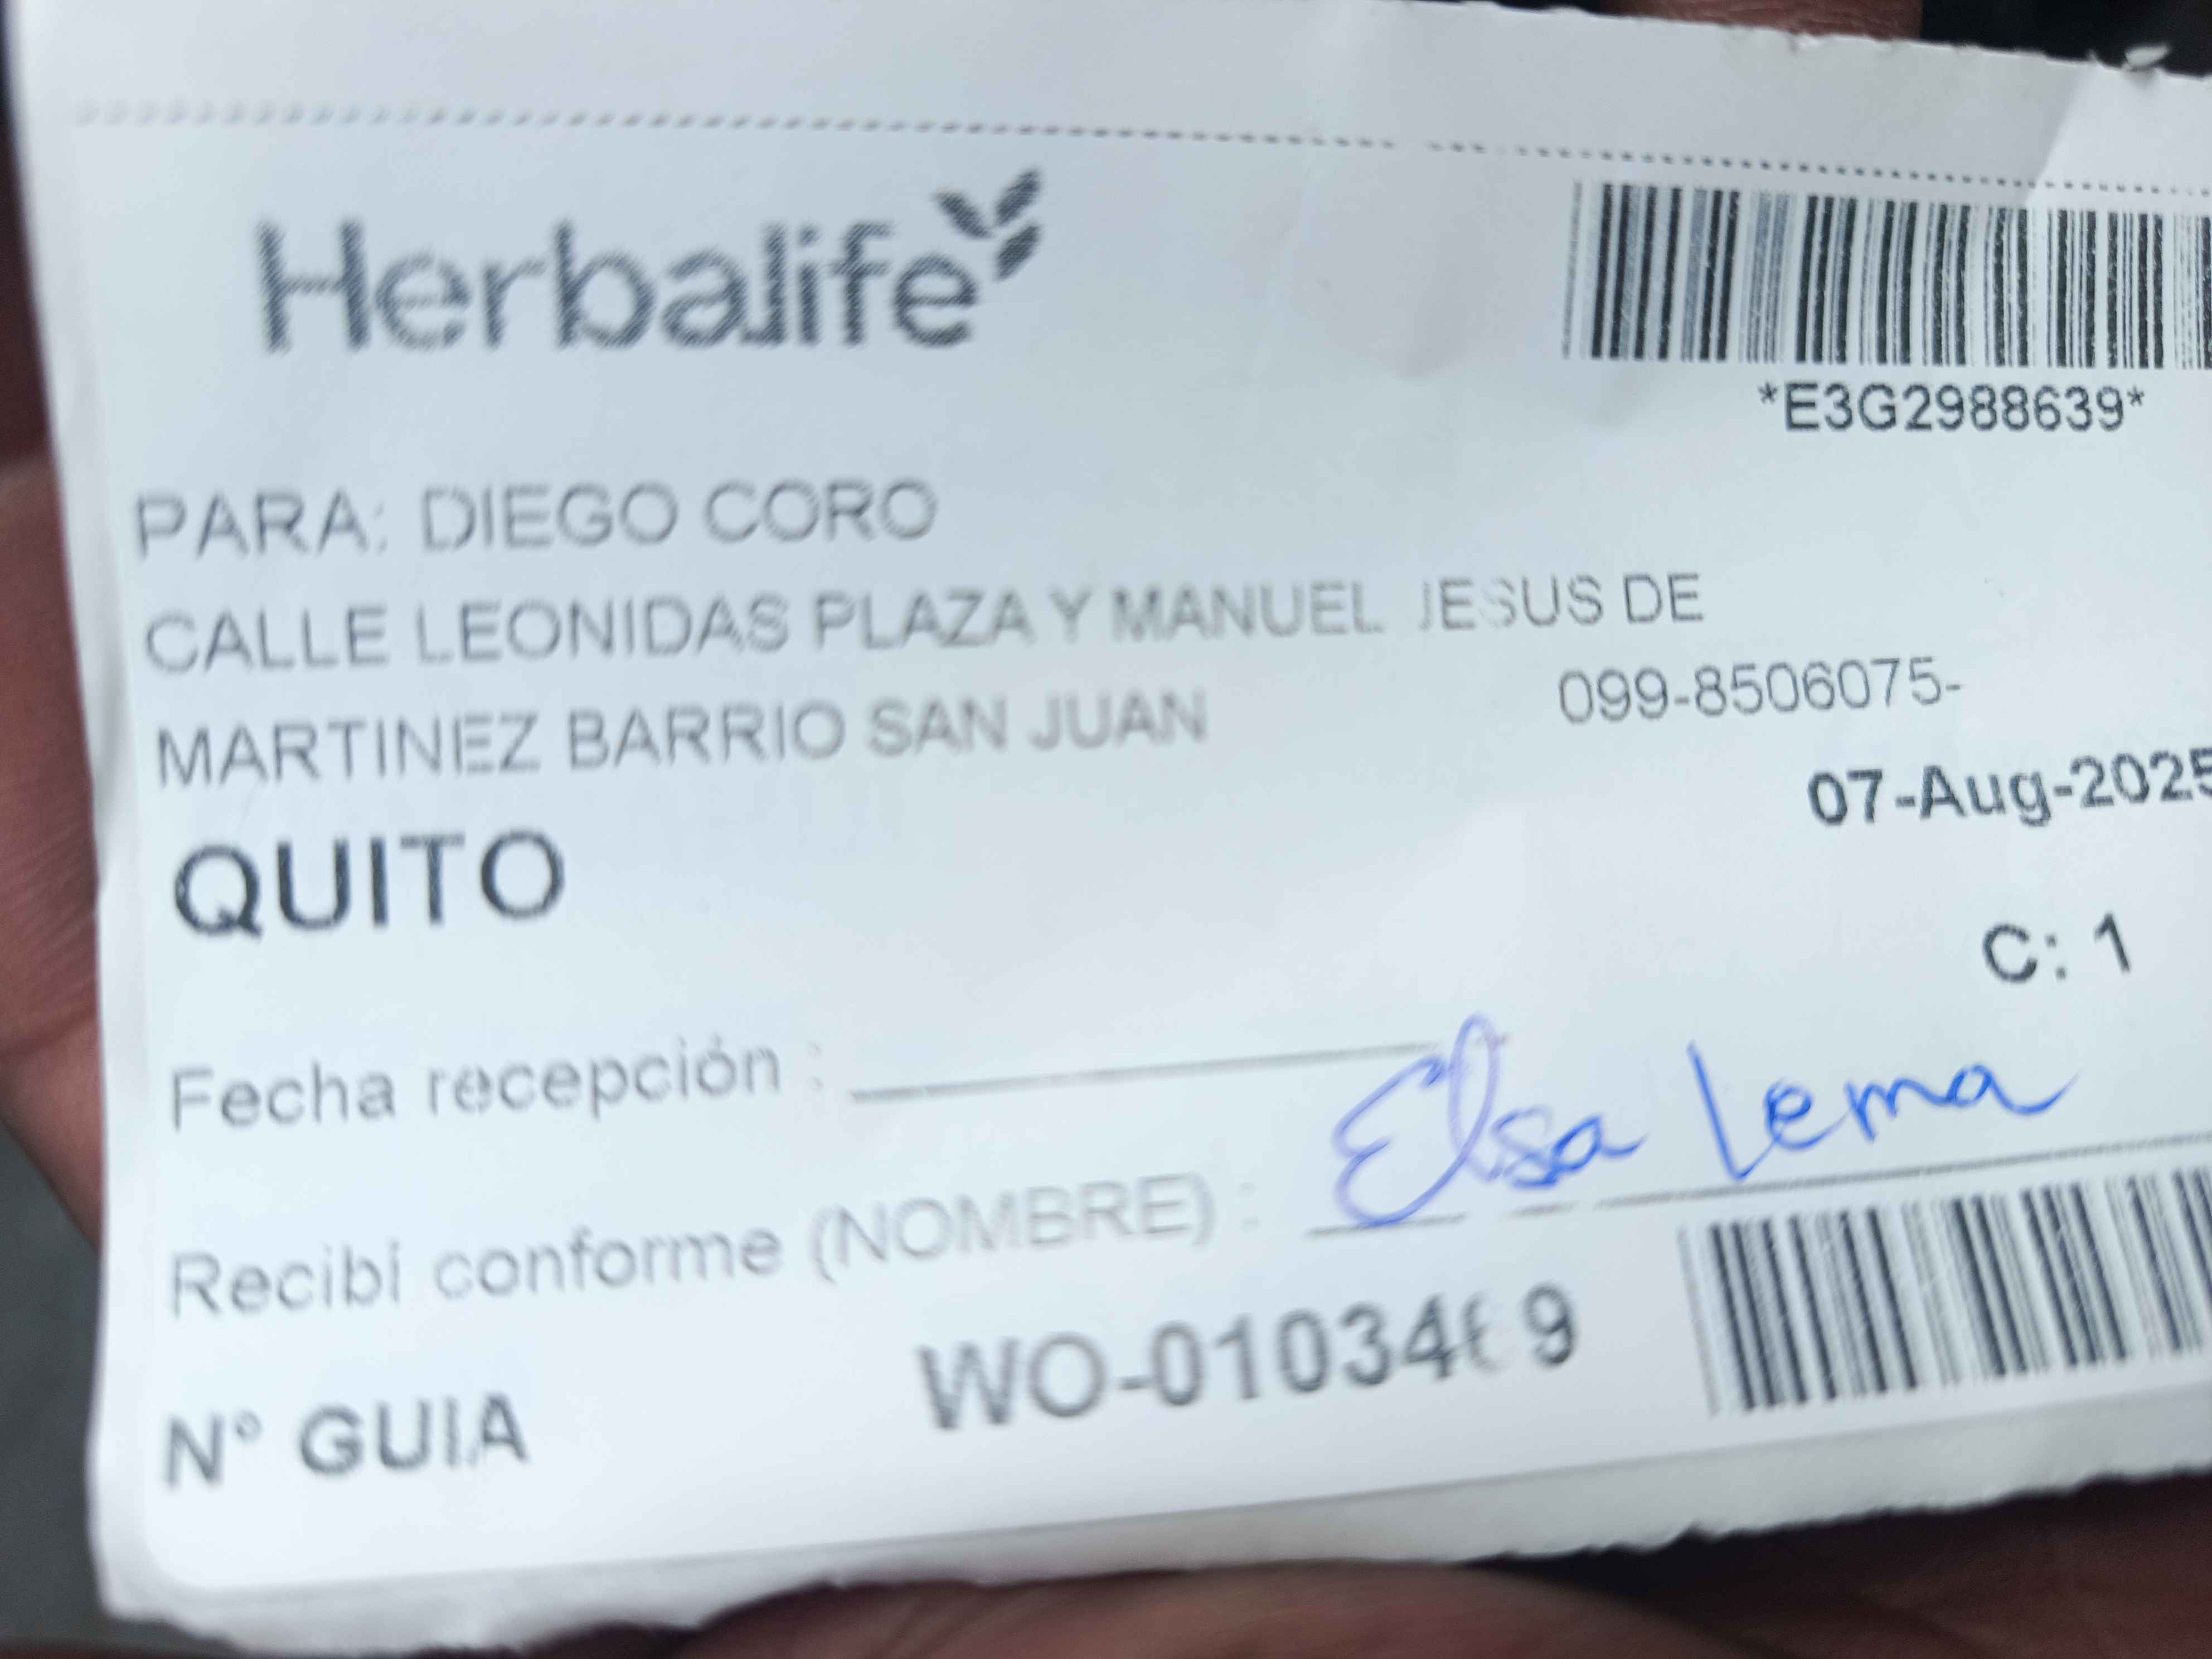 Herbalife
*E3G2988639*
PARA: DIEGO CORO
CALLE LEONIDAS PLAZA Y MANUEL JESUS DE
MARTINEZ BARRIO SAN JUAN
099-8506075-
07-Aug-2025
QUITO
C: 1
Fecha recepción :
Recibí conforme (NOMBRE) : Elsa Lema
N° GUIA